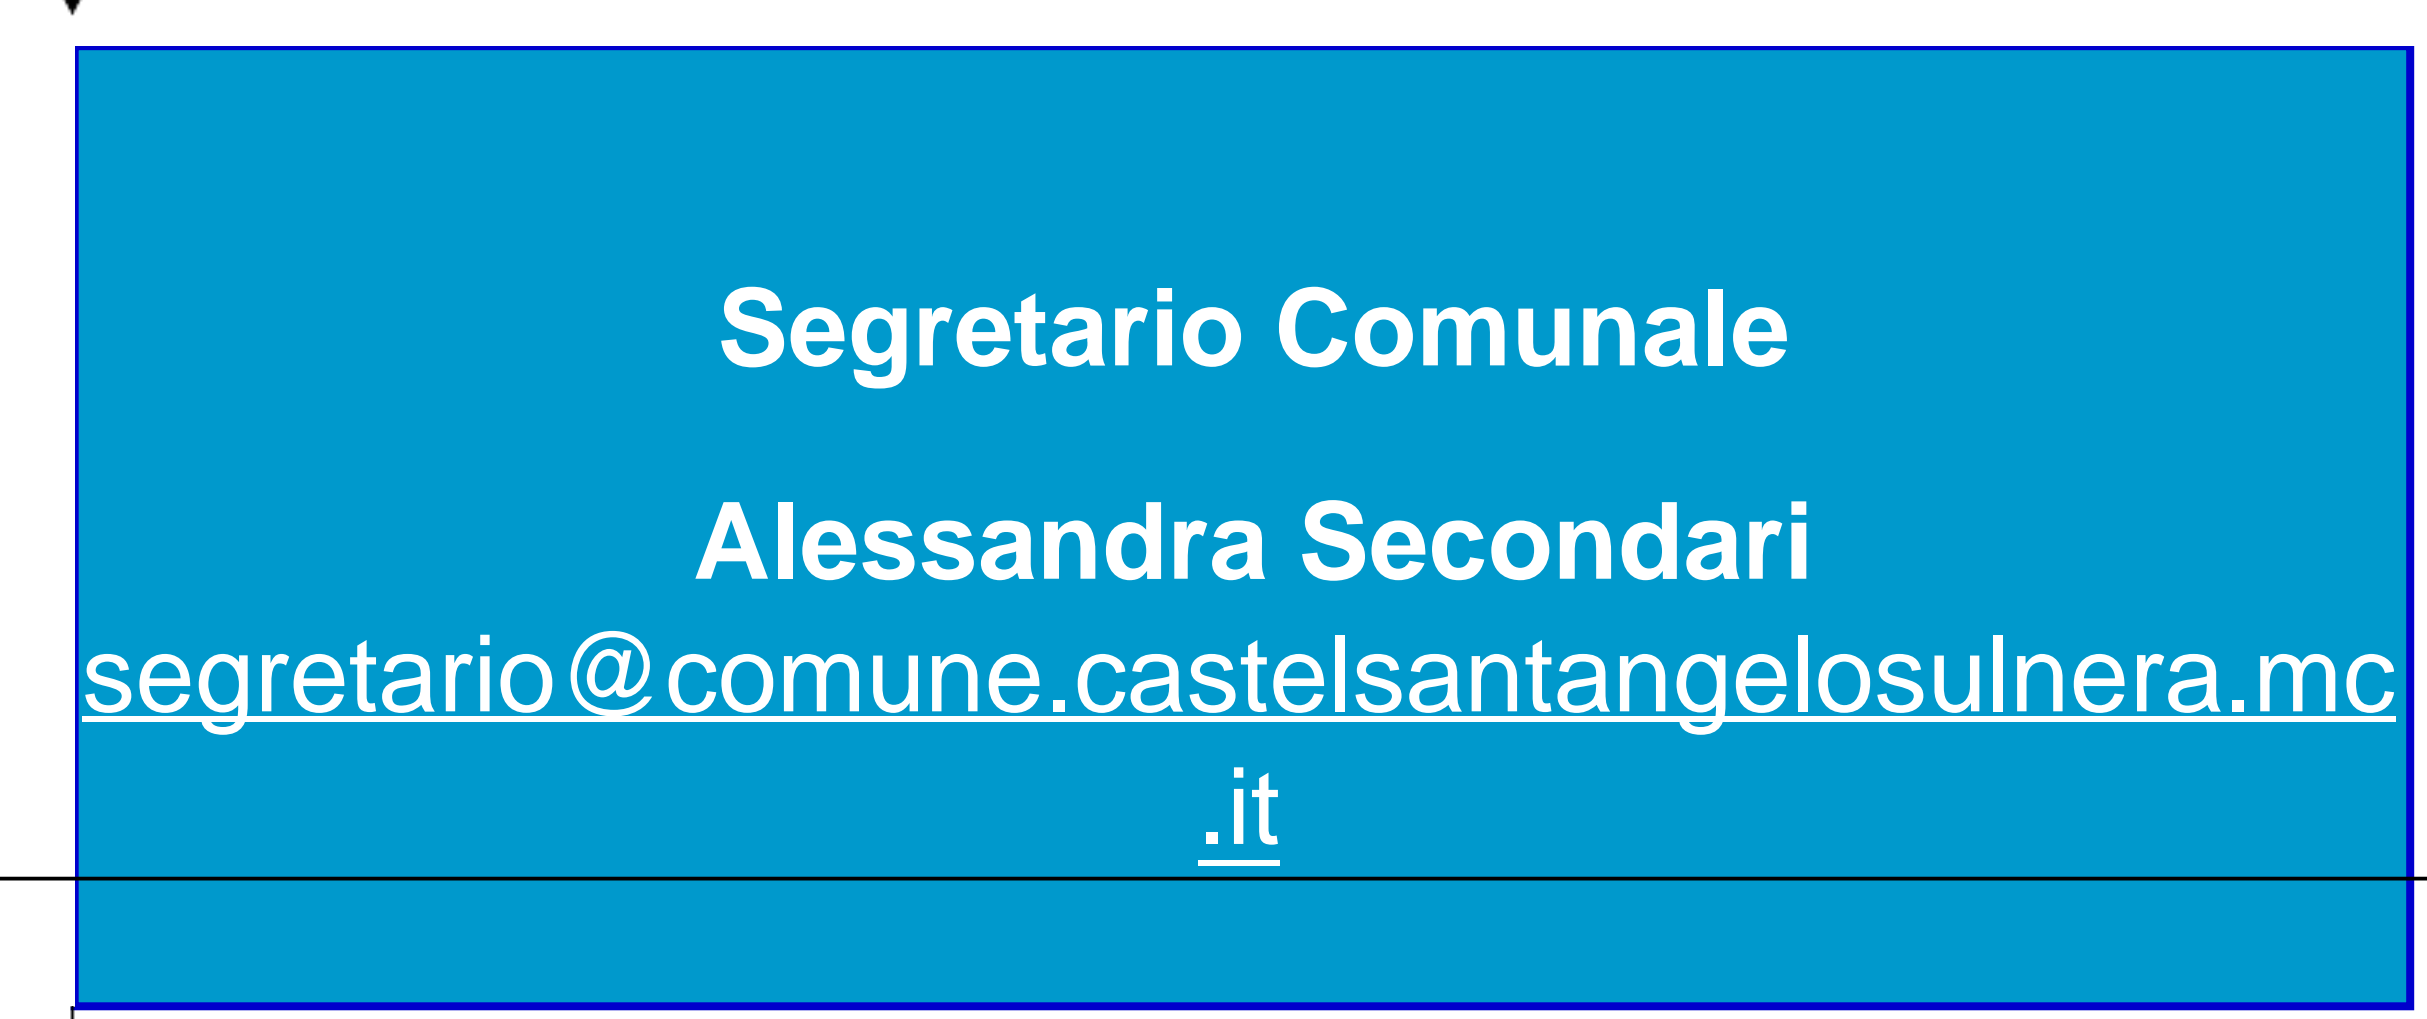 Segretario Comunale
Alessandra Secondari
segretario@comune.castelsantangelosulnera.mc
.it